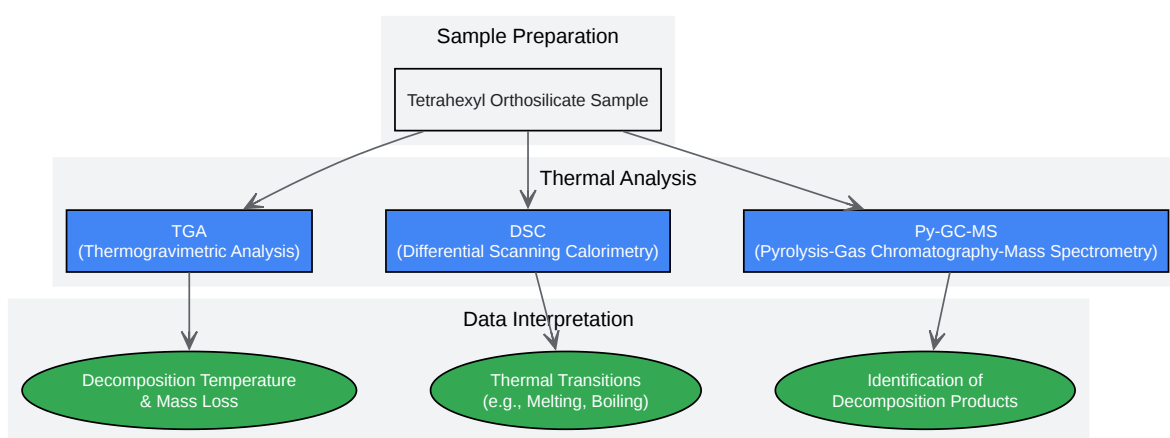 Sample Preparation
Tetrahexyl Orthosilicate Sample
Thermal Analysis
TGA
(Thermogravimetric Analysis)
DSC
(Differential Scanning Calorimetry)
Py-GC-MS
(Pyrolysis-Gas Chromatography-Mass Spectrometry)
Data Interpretation
Decomposition Temperature
& Mass Loss
Thermal Transitions
(e.g., Melting, Boiling)
Identification of
Decomposition Products